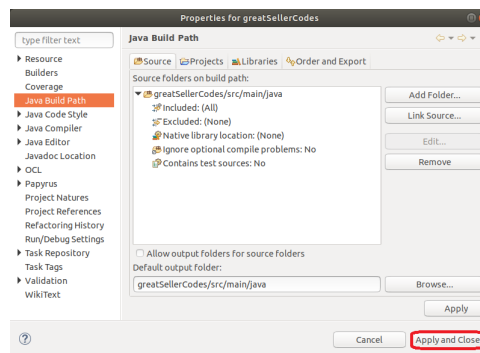 Properties for greatSellerCodes
type filter text
Java Build Path
Resource
Builders
Coverage
Java Build Path
Java Code Style
Java Compiler
Java Editor
Javadoc Location
OCL
Papyrus
Project Natures
Project References
Refactoring History
Run/Debug Settings
Task Repository
Task Tags
Validation
WikiText
Source Projects Libraries Order and Export
Source folders on build path:
greatSellerCodes/src/main/java
Included: (All)
Excluded: (None)
Native library location: (None)
Ignore optional compile problems: No
Contains test sources: No
Add Folder...
Link Source...
Edit...
Remove
Allow output folders for source folders
Default output folder:
greatSellerCodes/src/main/java
Browse...
Apply
Cancel
Apply and Close